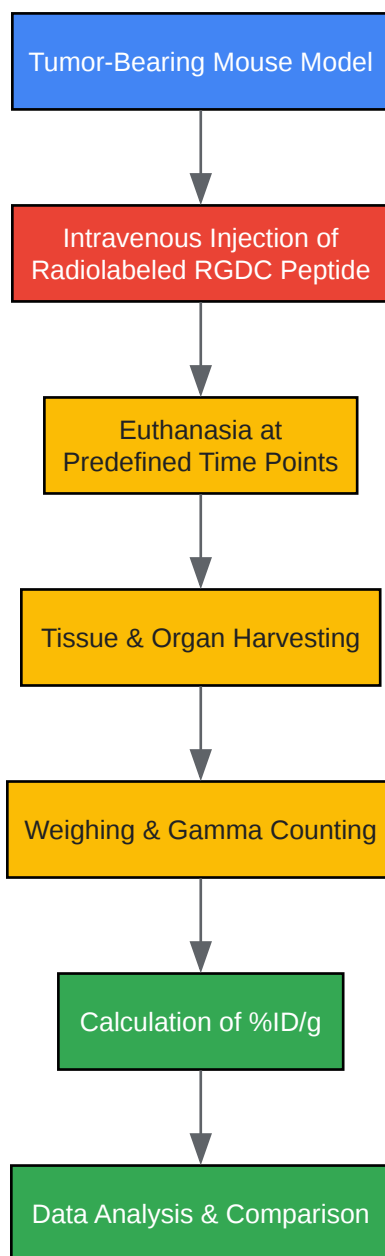 Tumor-Bearing Mouse Model
Intravenous Injection of
Radiolabeled RGDC Peptide
Euthanasia at
Predefined Time Points
Tissue & Organ Harvesting
Weighing & Gamma Counting
Calculation of %ID/g
Data Analysis & Comparison